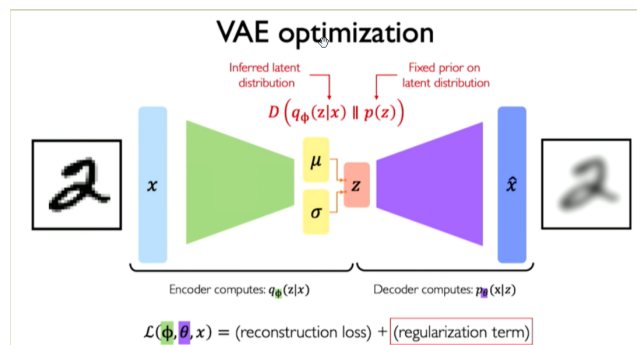 VAE optimization
Inferred latent distribution
Fixed prior on latent distribution
D(qϕ(z|x) ∥ p(z))
x
μ
σ
z
x̂
Encoder computes: qϕ(z|x)
Decoder computes: pθ(x|z)
ℒ(ϕ, θ, x) = (reconstruction loss) + (regularization term)